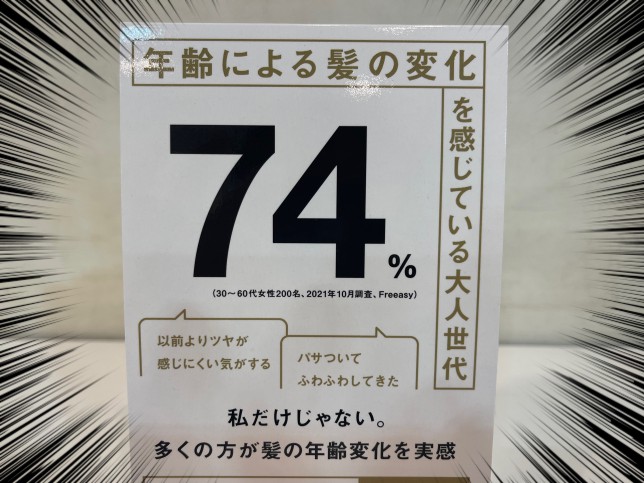 年齢による髪の変化
を感じている大人世代
74%
(30〜60代女性200名、2021年10月調査、Freeasy)
以前よりツヤが
感じにくい気がする
パサついて
ふわふわしてきた
私だけじゃない。
多くの方が髪の年齢変化を実感